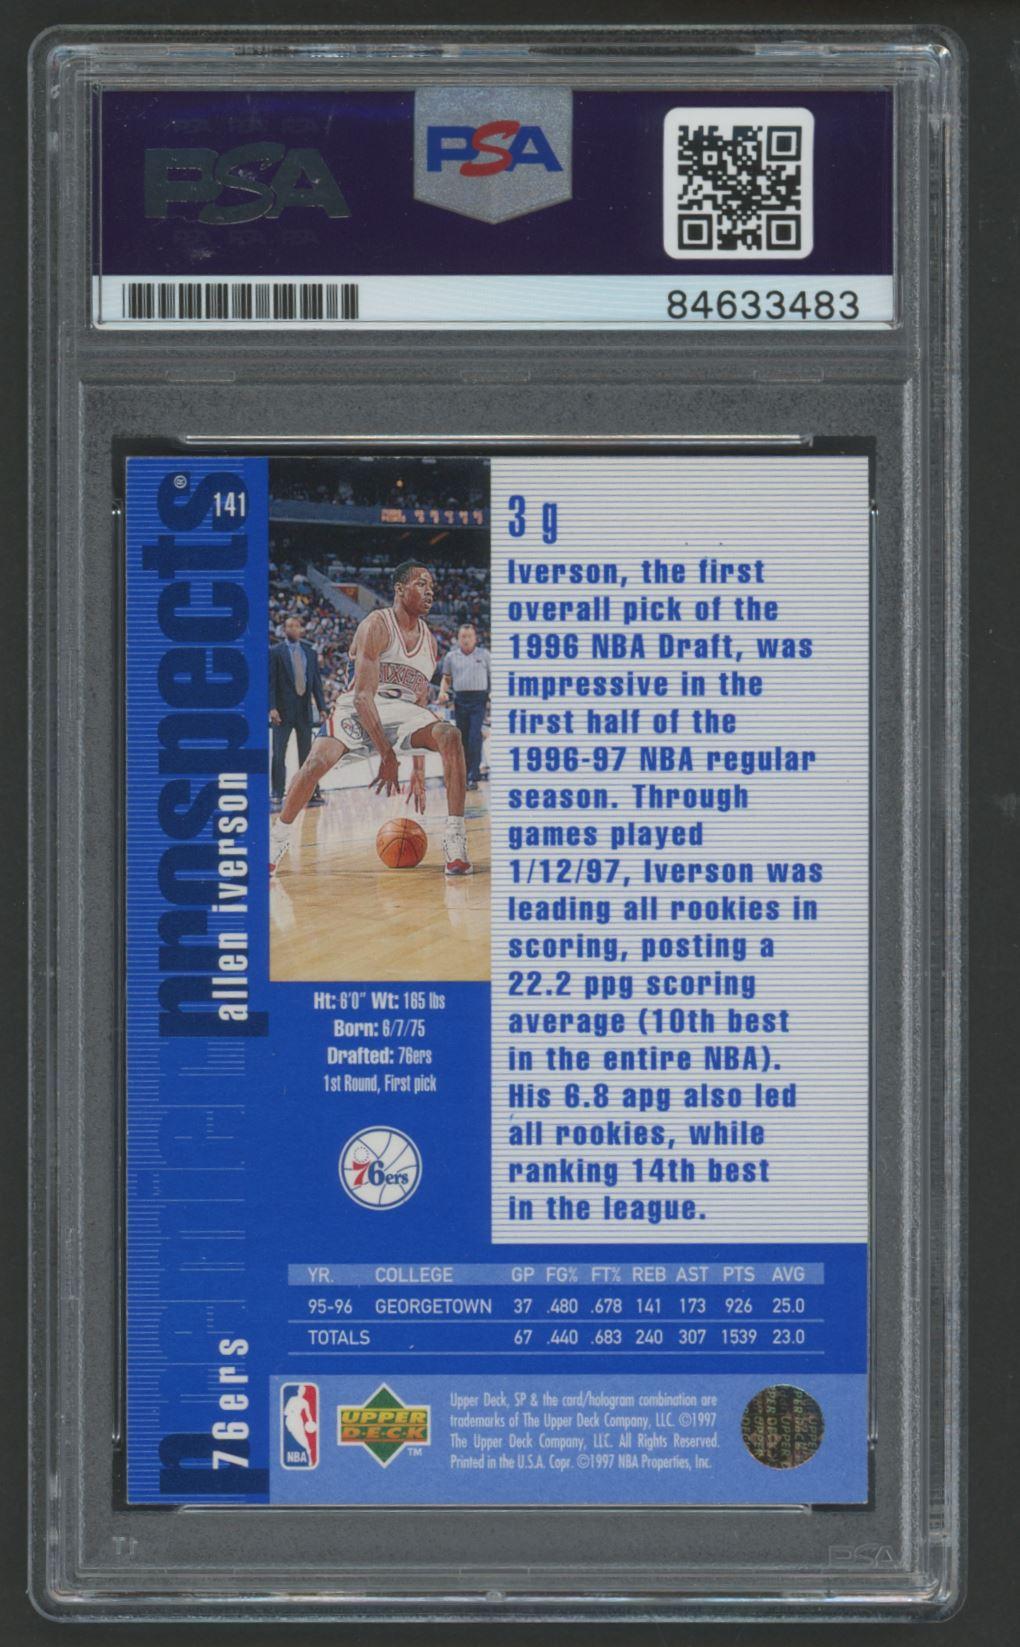 PSA
PSA
84633483
141
prospects®
allen iverson
76ers
3 g
Iverson, the first
overall pick of the
1996 NBA Draft, was
impressive in the
first half of the
1996-97 NBA regular
season. Through
games played
1/12/97, Iverson was
leading all rookies in
scoring, posting a
22.2 ppg scoring
average (10th best
in the entire NBA).
His 6.8 apg also led
all rookies, while
ranking 14th best
in the league.
Ht: 6'0" Wt: 165 lbs
Born: 6/7/75
Drafted: 76ers
1st Round, First pick
76ers
YR. COLLEGE GP FG% FT% REB AST PTS AVG
95-96 GEORGETOWN 37 .480 .678 141 173 926 25.0
TOTALS 67 .440 .683 240 307 1539 23.0
NBA
UPPER
DECK
TM
Upper Deck, SP & the card/hologram combination are
trademarks of The Upper Deck Company, LLC. ©1997
The Upper Deck Company, LLC. All Rights Reserved.
Printed in the U.S.A. Copr. ©1997 NBA Properties, Inc.
PSA